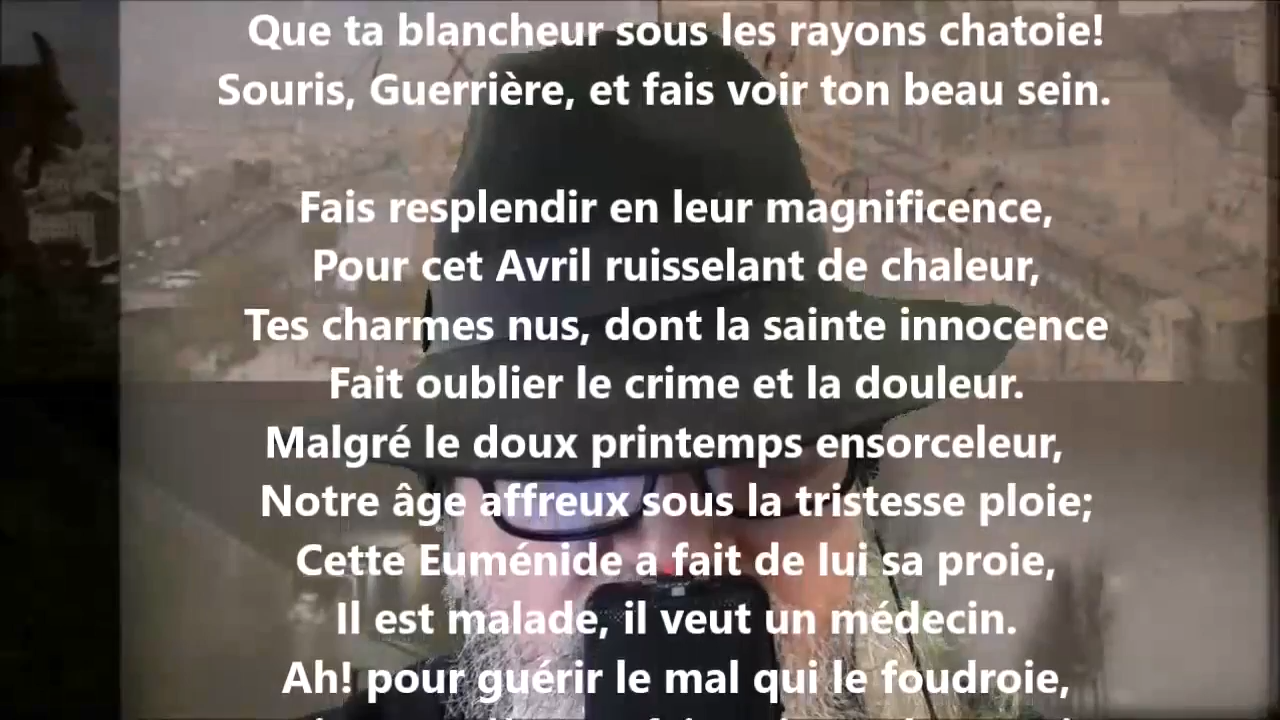 Que ta blancheur sous les rayons chatoie!
Souris, Guerrière, et fais voir ton beau sein.
Fais resplendir en leur magnificence,
Pour cet Avril ruisselant de chaleur,
Tes charmes nus, dont la sainte innocence
Fait oublier le crime et la douleur.
Malgré le doux printemps ensorceleur,
Notre âge affreux sous la tristesse ploie;
Cette Euménide a fait de lui sa proie,
Il est malade, il veut un médecin.
Ah! pour guérir le mal qui le foudroie,